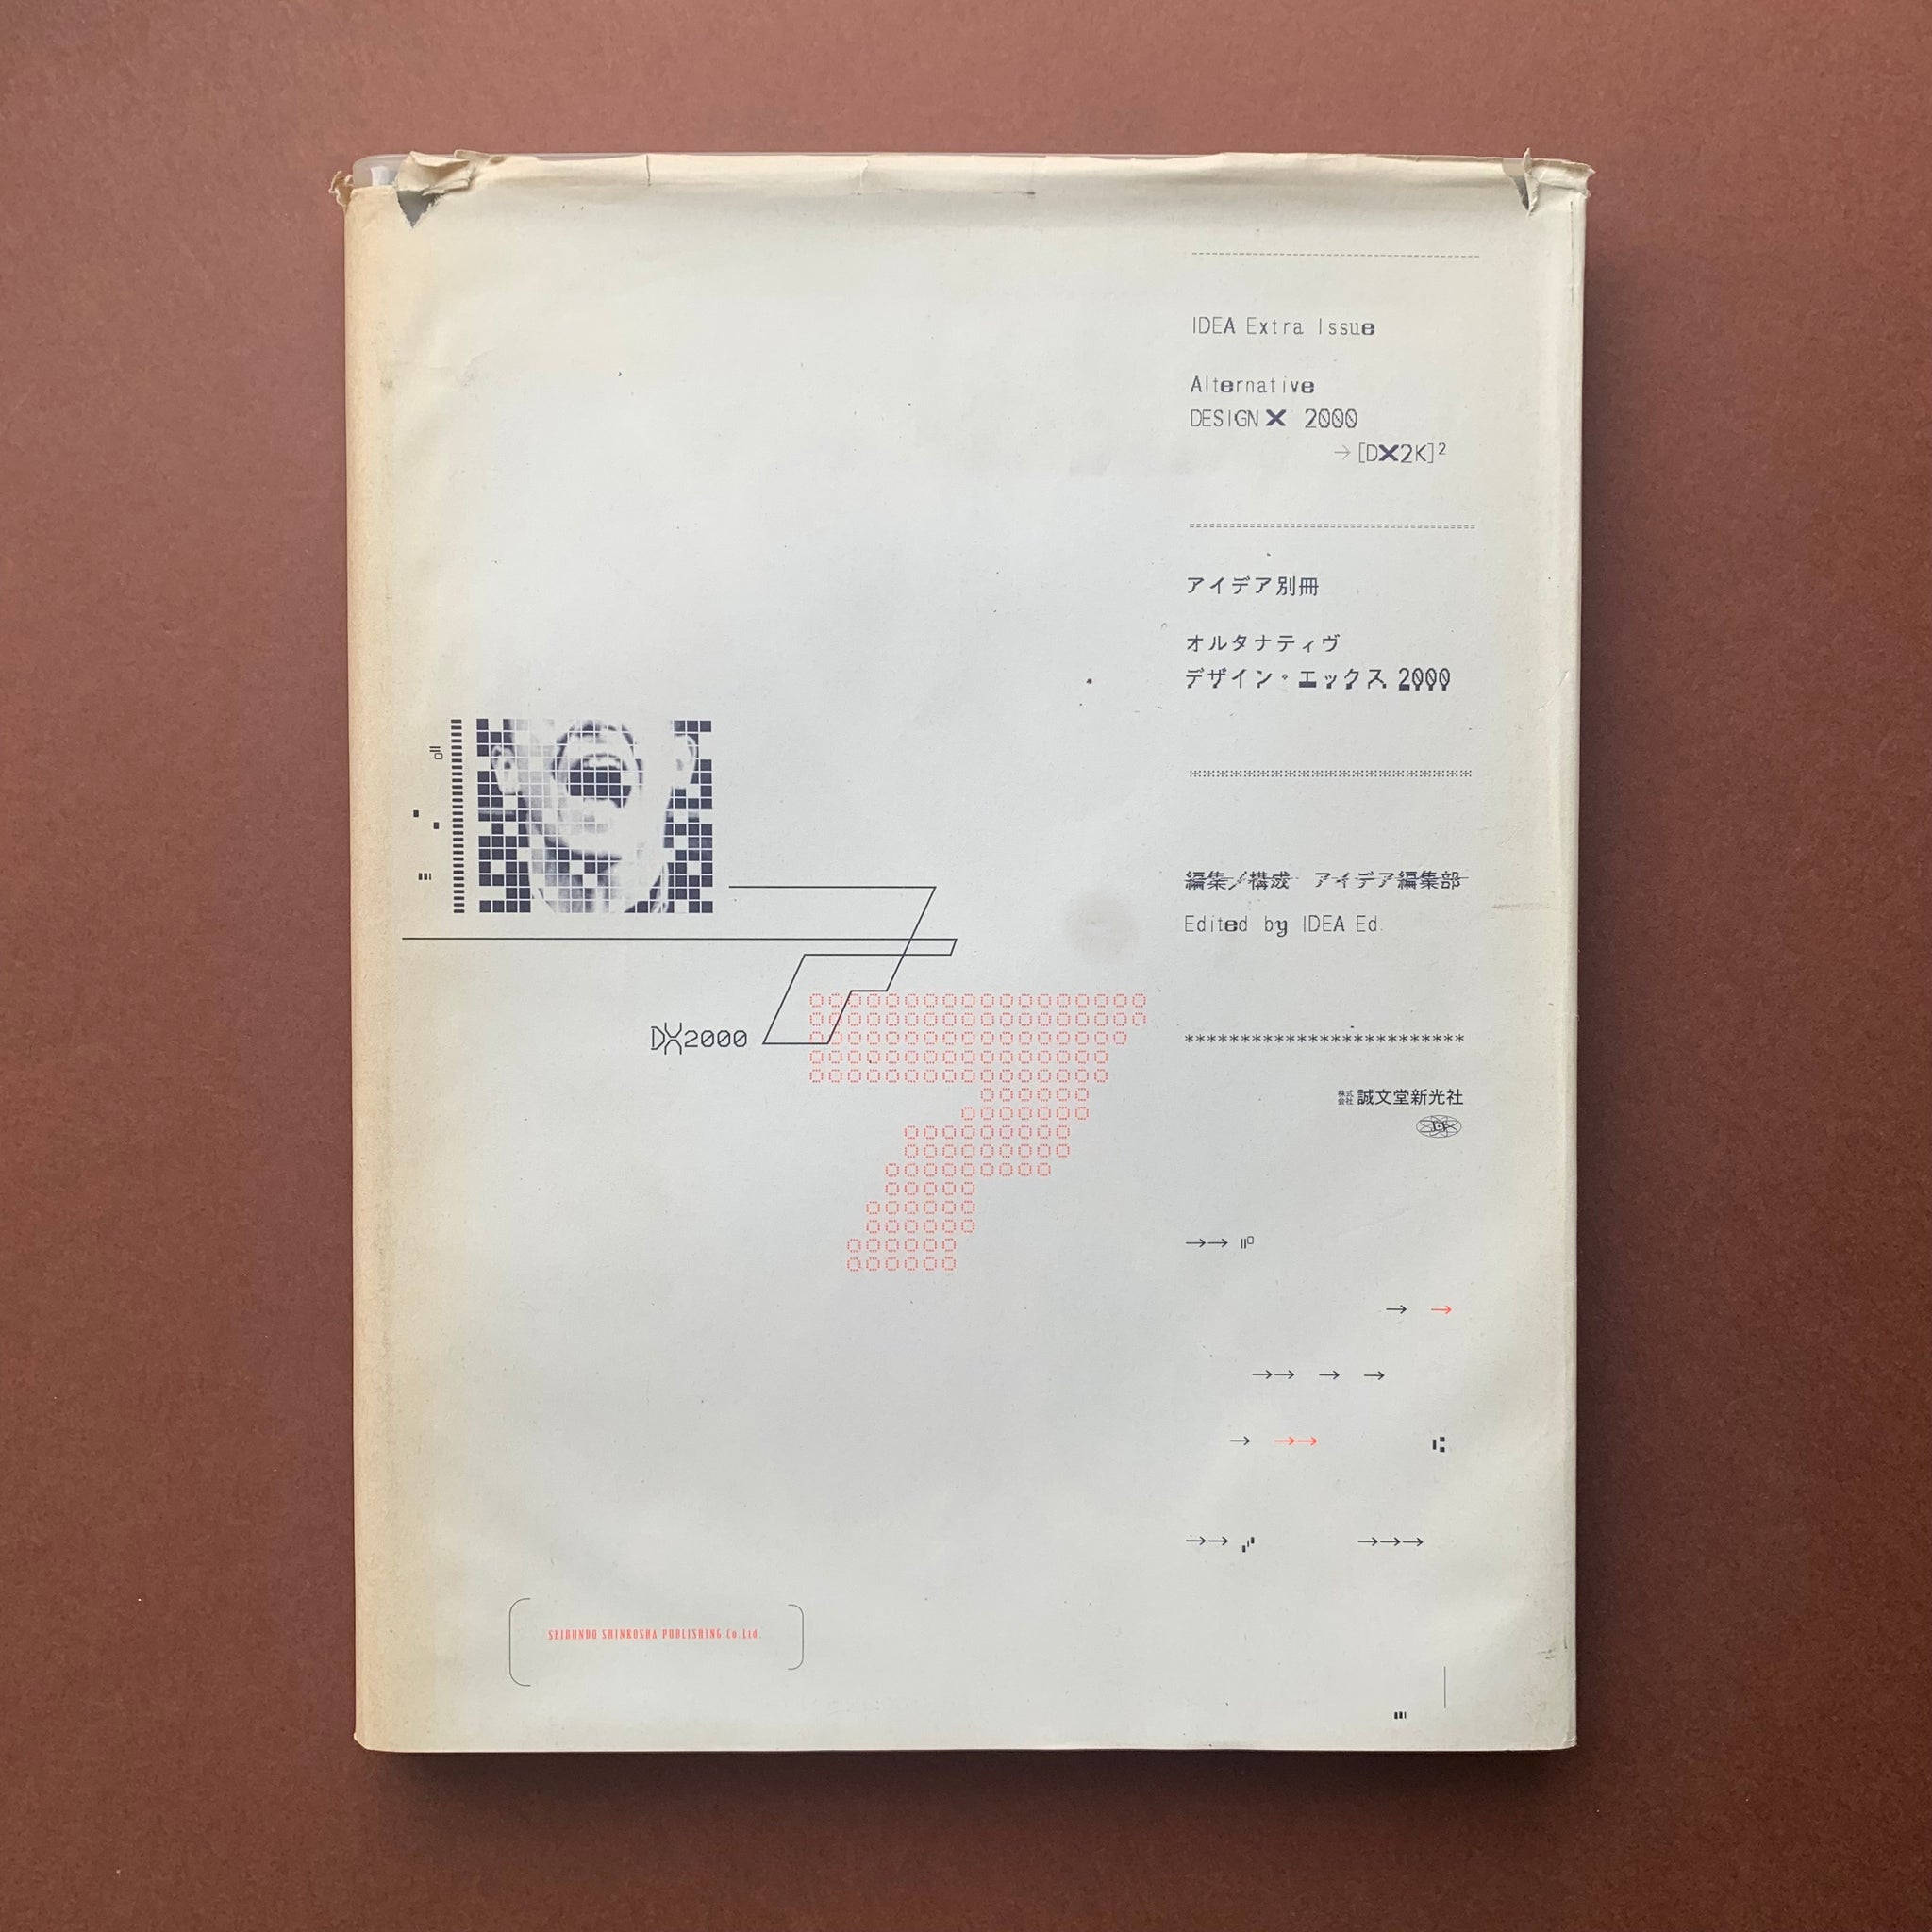 IDEA Extra Issue
Alternative
DESIGN X 2000
→[DX2K]²
アイデア別冊
オルタナティヴ
デザイン・エックス 2000
編集/構成 アイデア編集部
Edited by IDEA Ed.
*************************
株式会社 誠文堂新光社
DX2000
→→
→ →
→→ → →
→ →→
→→ →→→
SEIBUNDO SHINKOSHA PUBLISHING Co.Ltd.